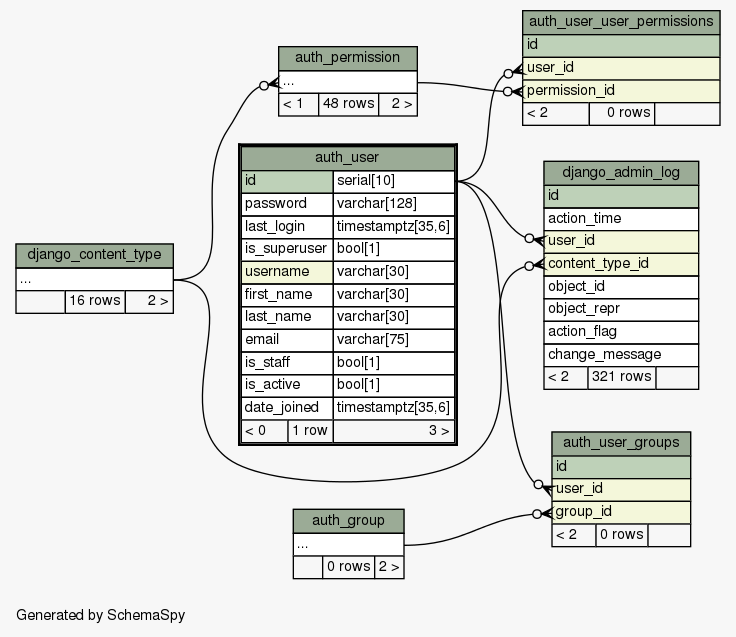 auth_user_user_permissions
id
user_id
permission_id
< 2 0 rows
auth_permission
...
< 1 48 rows 2 >
auth_user
id serial[10]
password varchar[128]
last_login timestamptz[35,6]
is_superuser bool[1]
username varchar[30]
first_name varchar[30]
last_name varchar[30]
email varchar[75]
is_staff bool[1]
is_active bool[1]
date_joined timestamptz[35,6]
< 0 1 row 3 >
django_admin_log
id
action_time
user_id
content_type_id
object_id
object_repr
action_flag
change_message
< 2 321 rows
django_content_type
...
16 rows 2 >
auth_user_groups
id
user_id
group_id
< 2 0 rows
auth_group
...
0 rows 2 >
Generated by SchemaSpy